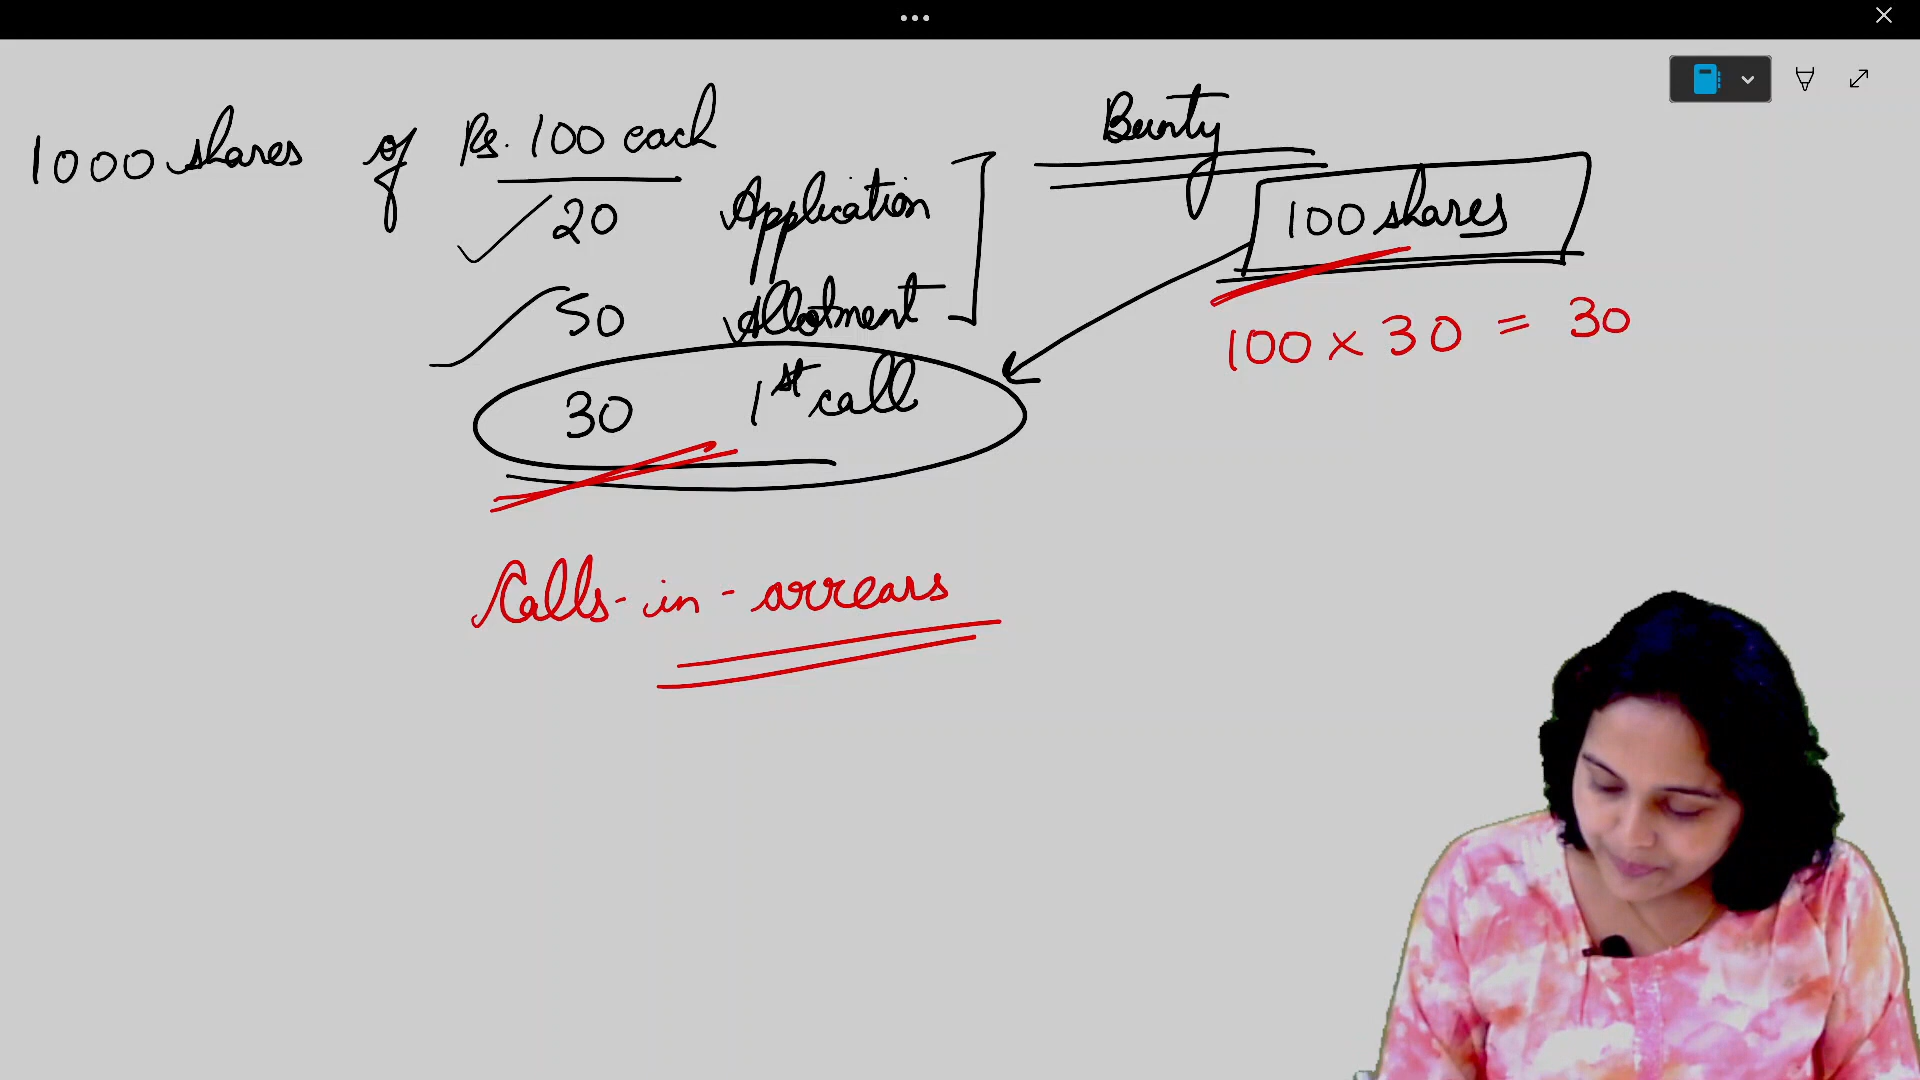 1000 shares of Rs. 100 each
20 Application
50 Allotment
30 1st call
Calls-in-arrears
Bunty
100 shares
100 x 30 = 30